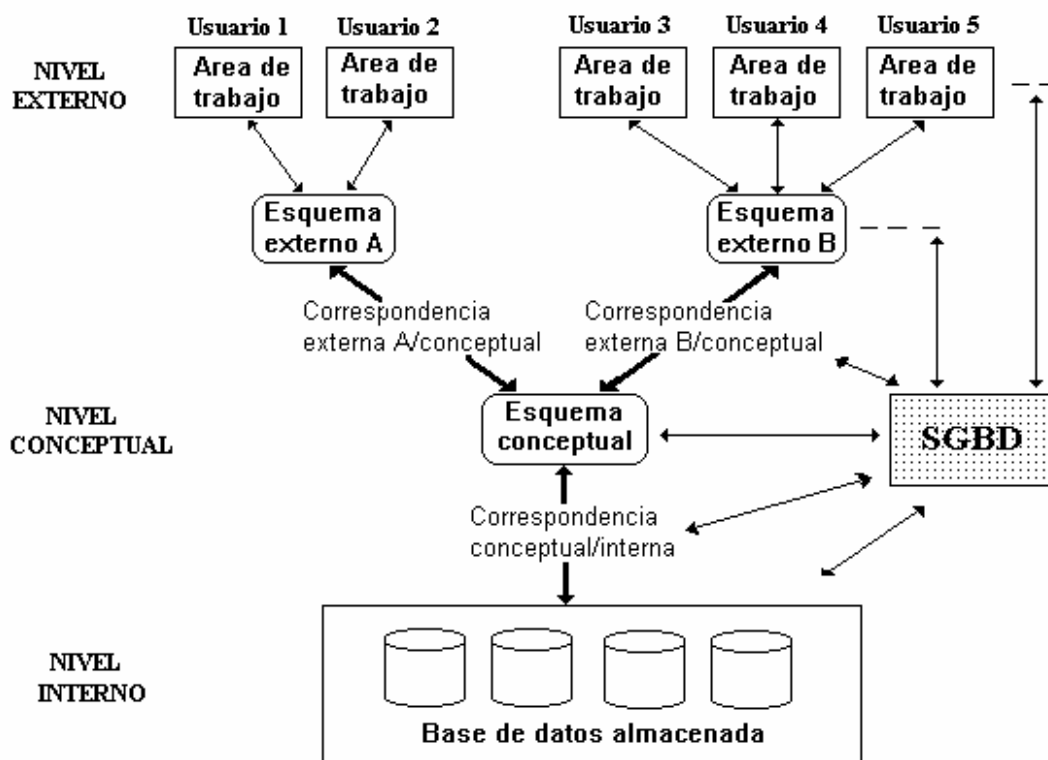 Usuario 1
Usuario 2
Usuario 3
Usuario 4
Usuario 5
NIVEL
EXTERNO
Area de
trabajo
Area de
trabajo
Area de
trabajo
Area de
trabajo
Area de
trabajo
Esquema
externo A
Esquema
externo B
Correspondencia
externa A/conceptual
Correspondencia
externa B/conceptual
NIVEL
CONCEPTUAL
Esquema
conceptual
SGBD
Correspondencia
conceptual/interna
NIVEL
INTERNO
Base de datos almacenada